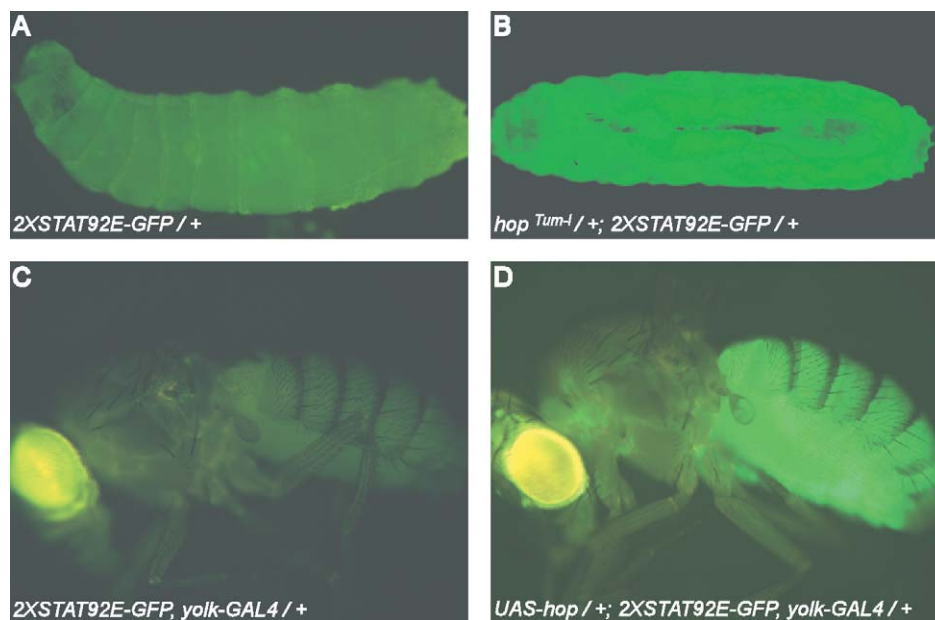 A
2XSTAT92E-GFP / +
B
hop Tum-l / +; 2XSTAT92E-GFP / +
C
2XSTAT92E-GFP, yolk-GAL4 / +
D
UAS-hop / +; 2XSTAT92E-GFP, yolk-GAL4 / +